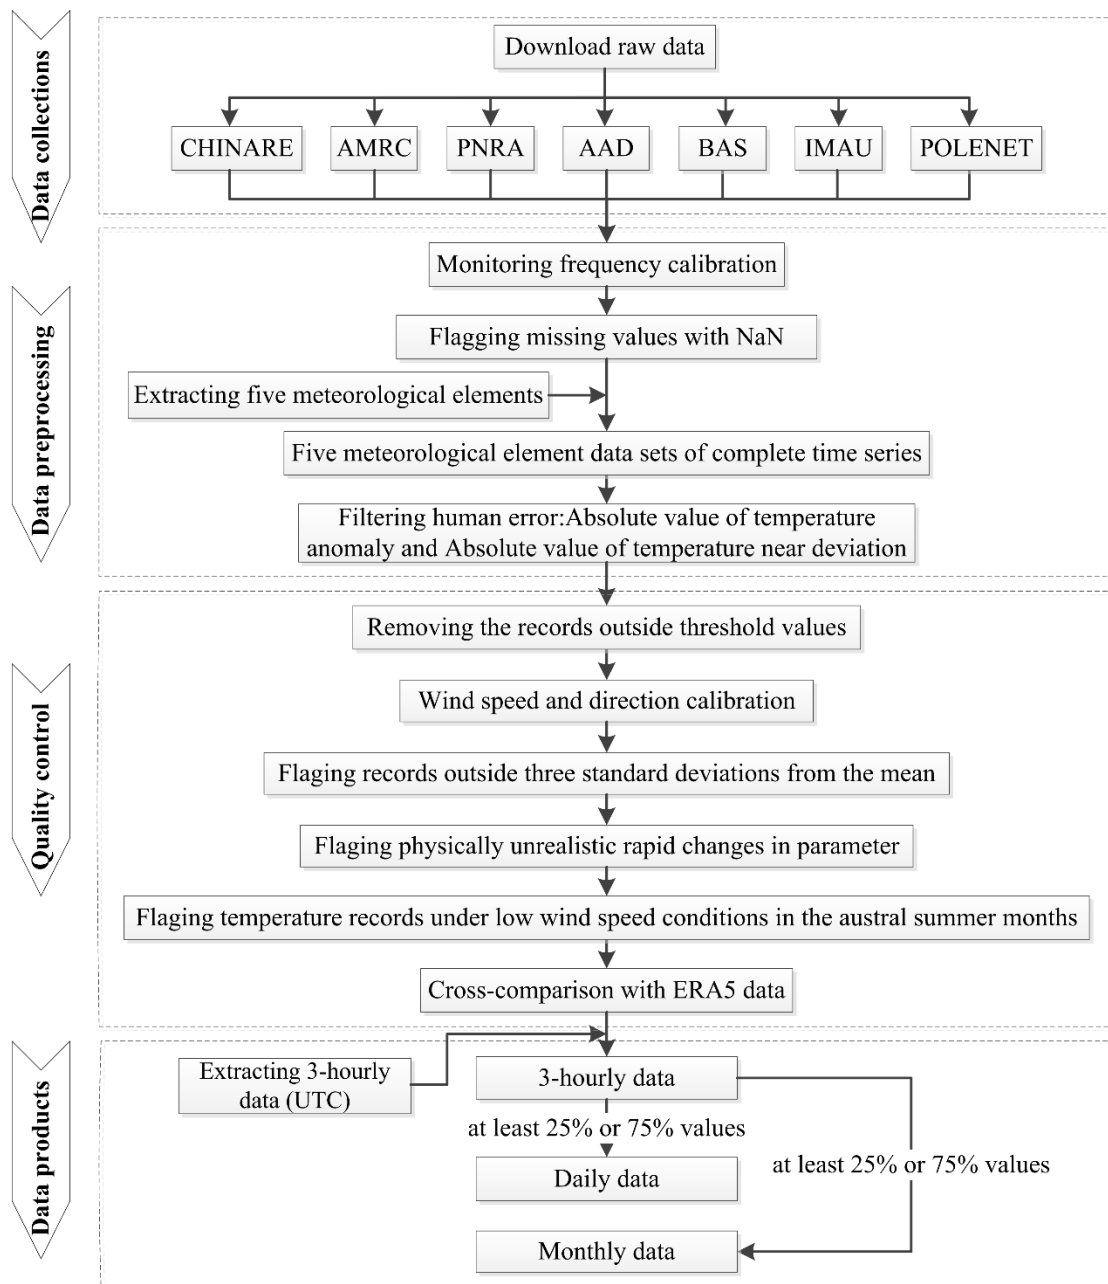 Data collections
Download raw data
CHINARE
AMRC
PNRA
AAD
BAS
IMAU
POLENET
Data preprocessing
Monitoring frequency calibration
Flagging missing values with NaN
Extracting five meteorological elements
Five meteorological element data sets of complete time series
Filtering human error:Absolute value of temperature
anomaly and Absolute value of temperature near deviation
Quality control
Removing the records outside threshold values
Wind speed and direction calibration
Flaging records outside three standard deviations from the mean
Flaging physically unrealistic rapid changes in parameter
Flaging temperature records under low wind speed conditions in the austral summer months
Cross-comparison with ERA5 data
Data products
Extracting 3-hourly
data (UTC)
3-hourly data
at least 25% or 75% values
at least 25% or 75% values
Daily data
Monthly data